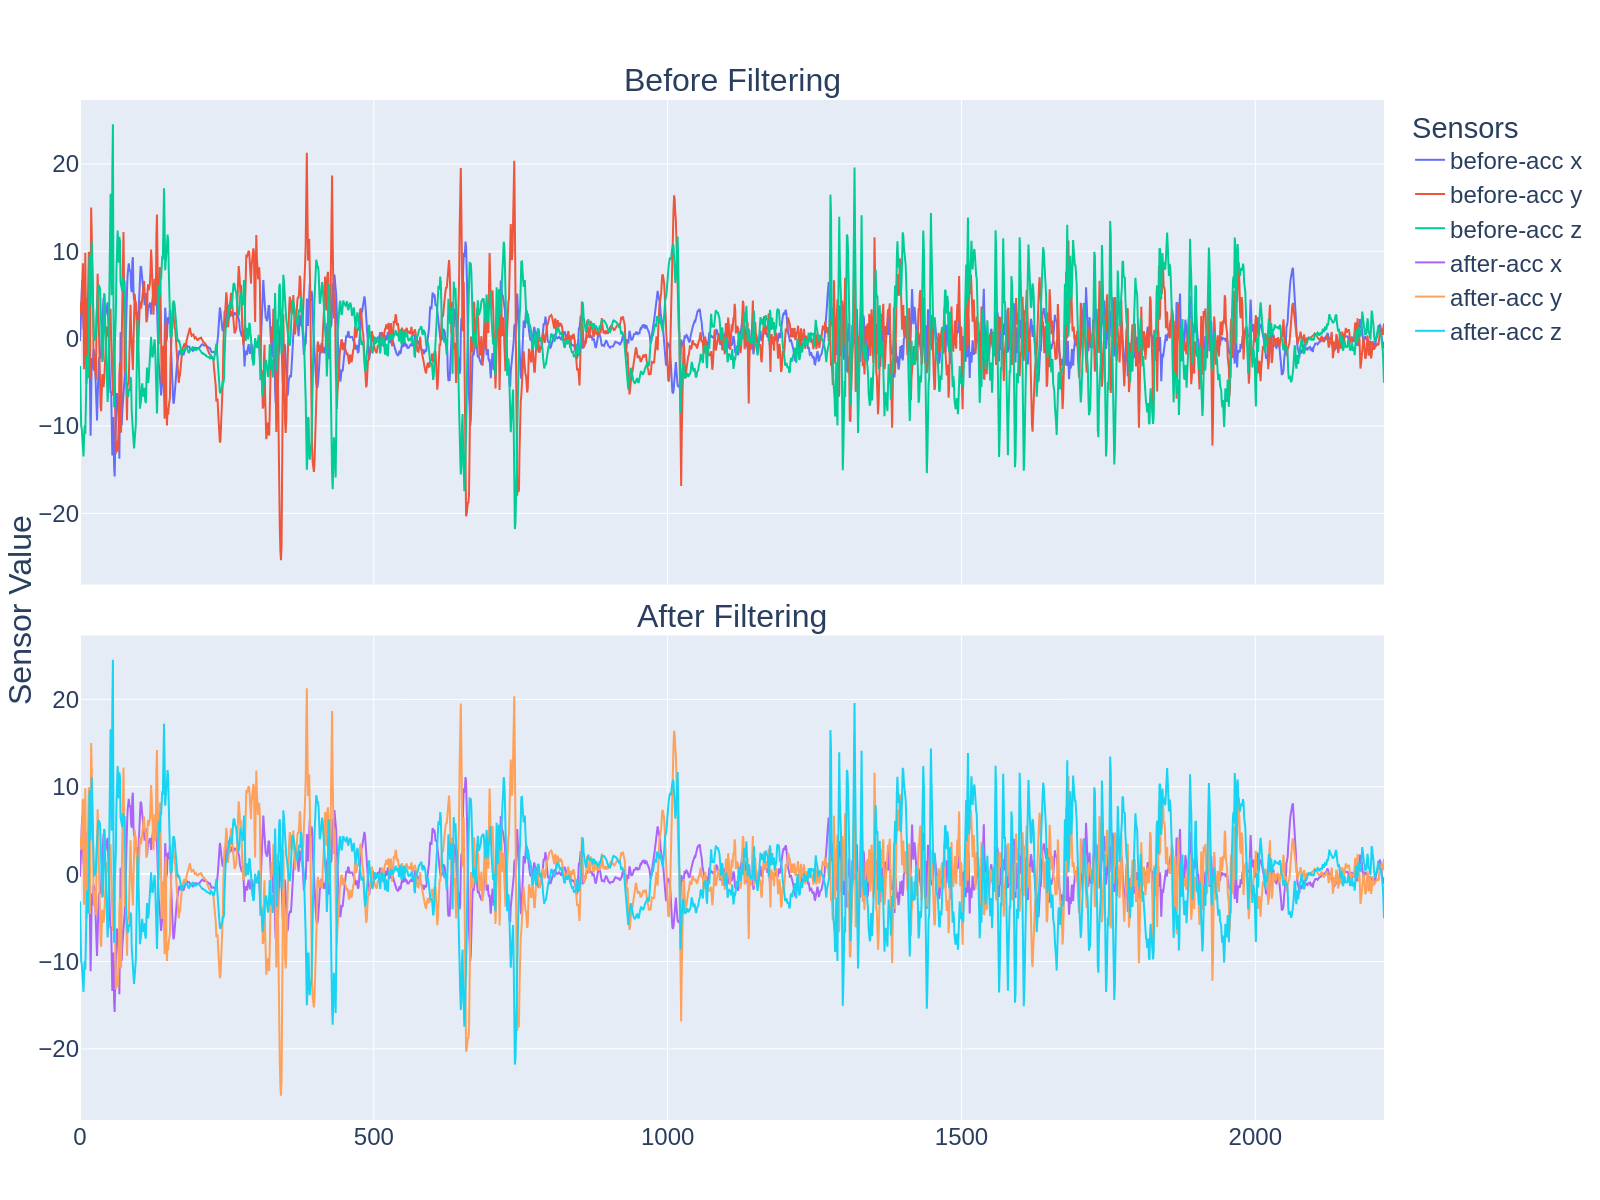 Before Filtering
20
10
0
−10
−20
Sensors
before-acc x
before-acc y
before-acc z
after-acc x
after-acc y
after-acc z
Sensor Value
After Filtering
20
10
0
−10
−20
0
500
1000
1500
2000